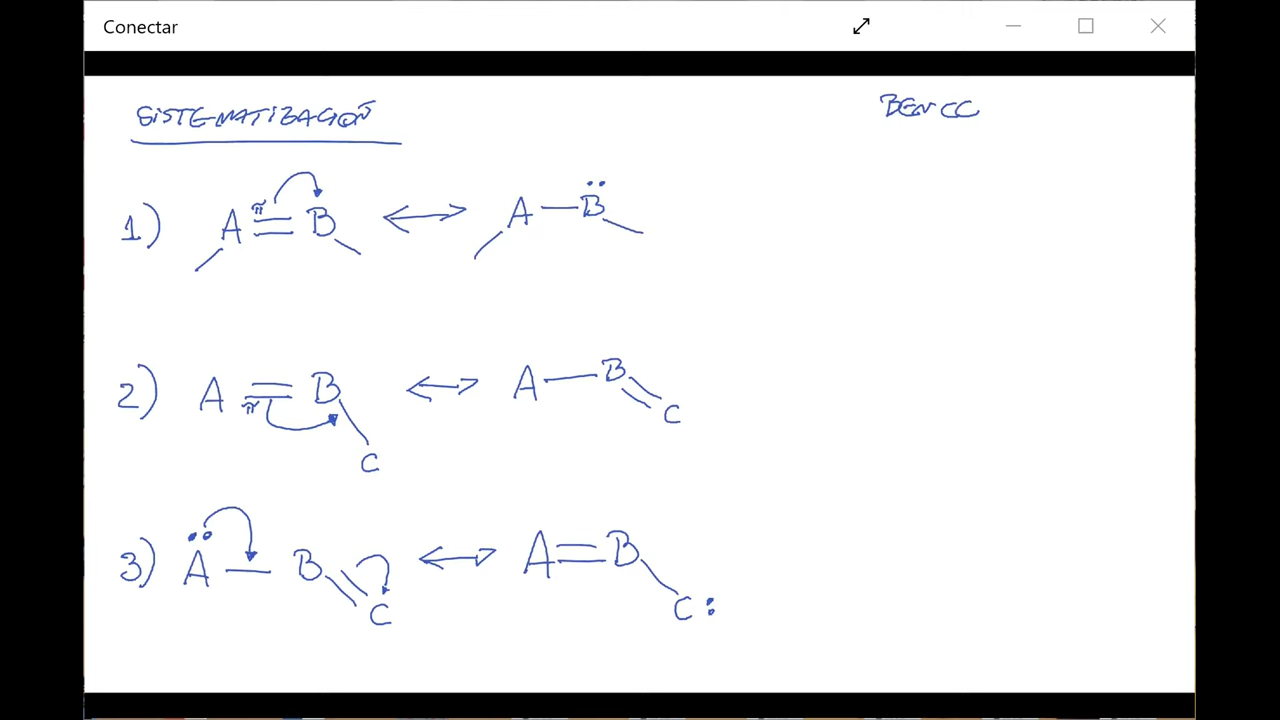 Conectar
SISTEMATIZACIÓN
BENCC
1) A π = B ↔ A — B̈
2) A = π B C ↔ A — B = C
3) Ä — B = C ↔ A = B C :